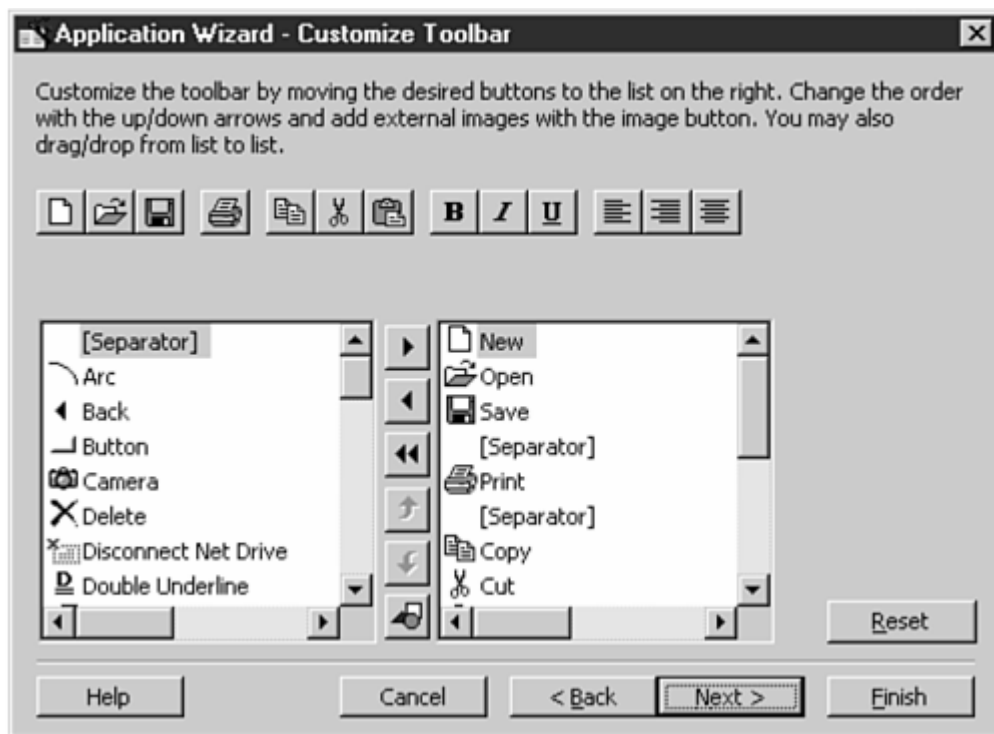 Application Wizard - Customize Toolbar
Customize the toolbar by moving the desired buttons to the list on the right. Change the order
with the up/down arrows and add external images with the image button. You may also
drag/drop from list to list.
B I U
[Separator]
Arc
Back
Button
Camera
Delete
Disconnect Net Drive
D Double Underline
New
Open
Save
[Separator]
Print
[Separator]
Copy
Cut
Reset
Help
Cancel
< Back
Next >
Finish